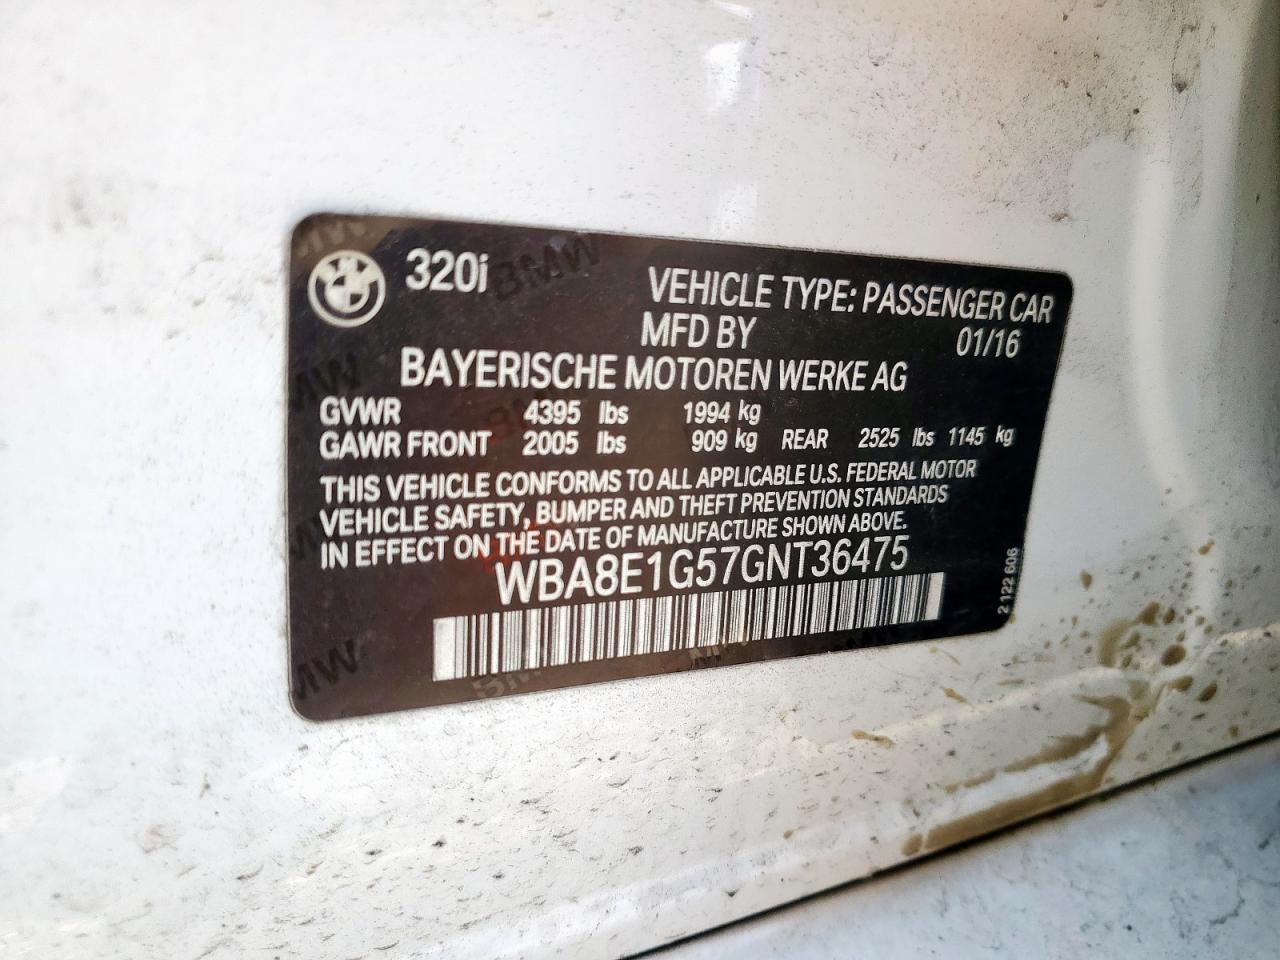 320i
VEHICLE TYPE: PASSENGER CAR
MFD BY 01/16
BAYERISCHE MOTOREN WERKE AG
GVWR 4395 lbs 1994 kg
GAWR FRONT 2005 lbs 909 kg REAR 2525 lbs 1145 kg
THIS VEHICLE CONFORMS TO ALL APPLICABLE U.S. FEDERAL MOTOR
VEHICLE SAFETY, BUMPER AND THEFT PREVENTION STANDARDS
IN EFFECT ON THE DATE OF MANUFACTURE SHOWN ABOVE.
WBA8E1G57GNT36475
2 122 606
BMW